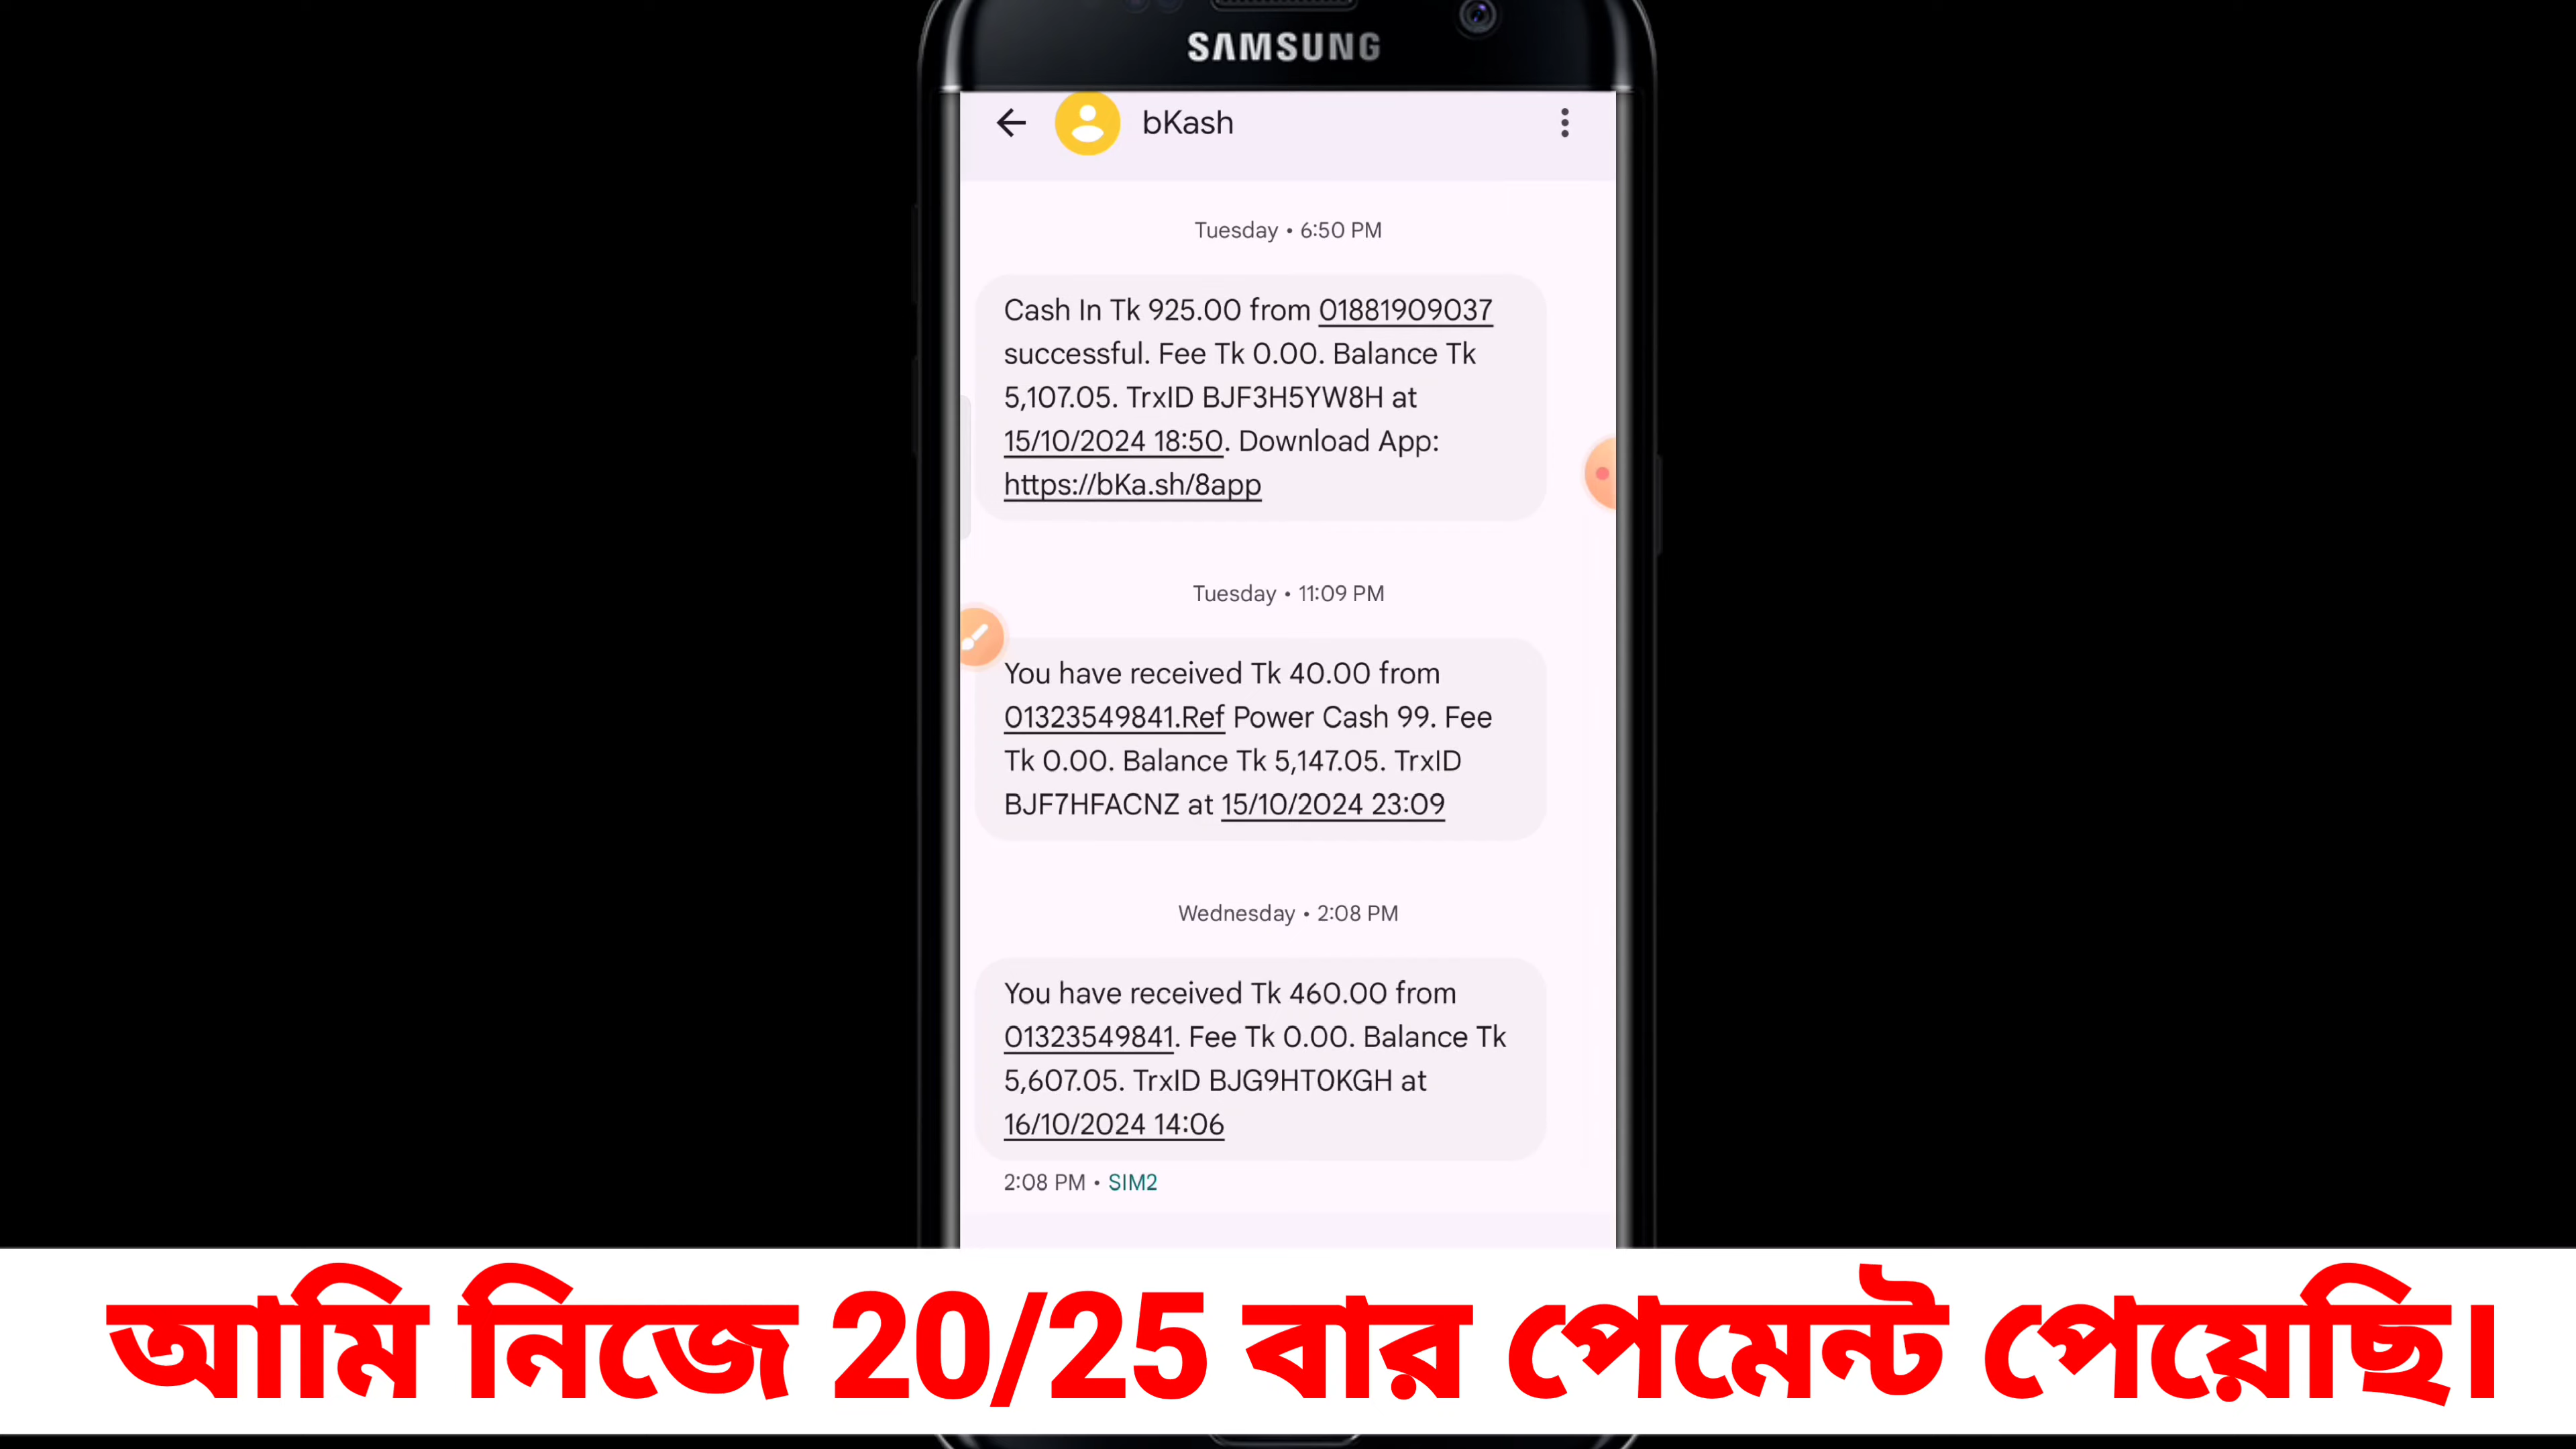 SAMSUNG
bKash
Tuesday • 6:50 PM
Cash In Tk 925.00 from 01881909037
successful. Fee Tk 0.00. Balance Tk
5,107.05. TrxID BJF3H5YW8H at
15/10/2024 18:50. Download App:
https://bKa.sh/8app
Tuesday • 11:09 PM
You have received Tk 40.00 from
01323549841.Ref Power Cash 99. Fee
Tk 0.00. Balance Tk 5,147.05. TrxID
BJF7HFACNZ at 15/10/2024 23:09
Wednesday • 2:08 PM
You have received Tk 460.00 from
01323549841. Fee Tk 0.00. Balance Tk
5,607.05. TrxID BJG9HT0KGH at
16/10/2024 14:06
2:08 PM • SIM2
আমি নিজে 20/25 বার পেমেন্ট পেয়েছি।